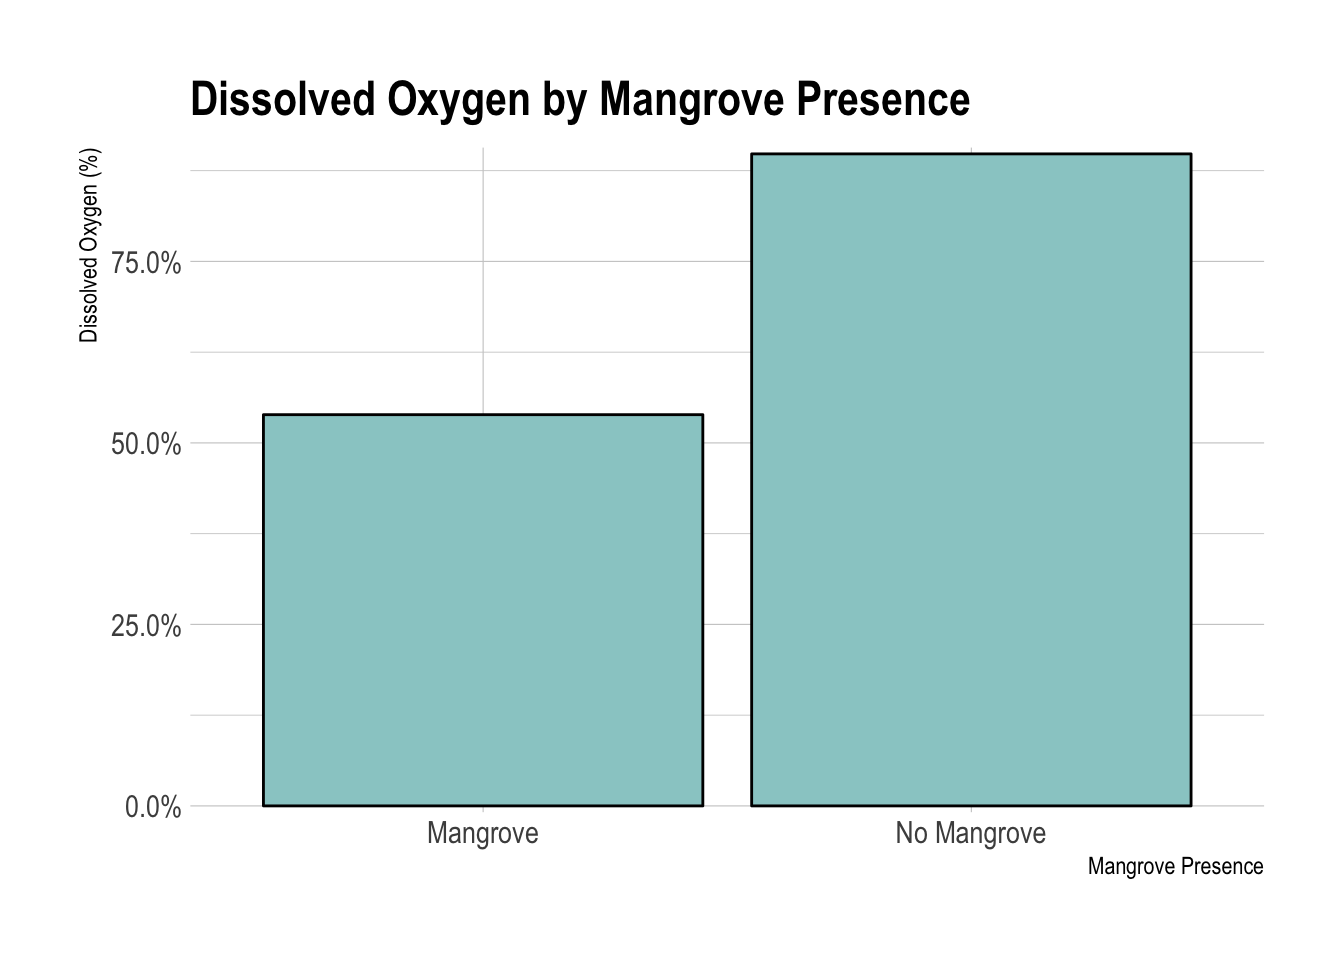 Dissolved Oxygen by Mangrove Presence
Dissolved Oxygen (%)
75.0%
50.0%
25.0%
0.0%
Mangrove
No Mangrove
Mangrove Presence